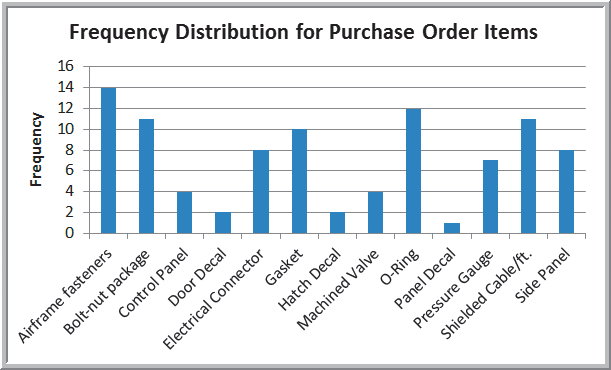 Frequency Distribution for Purchase Order Items
Frequency
16
14
12
10
8
6
4
2
0
Airframe fasteners
Bolt-nut package
Control Panel
Door Decal
Electrical Connector
Gasket
Hatch Decal
Machined Valve
O-Ring
Panel Decal
Pressure Gauge
Shielded Cable/ft.
Side Panel